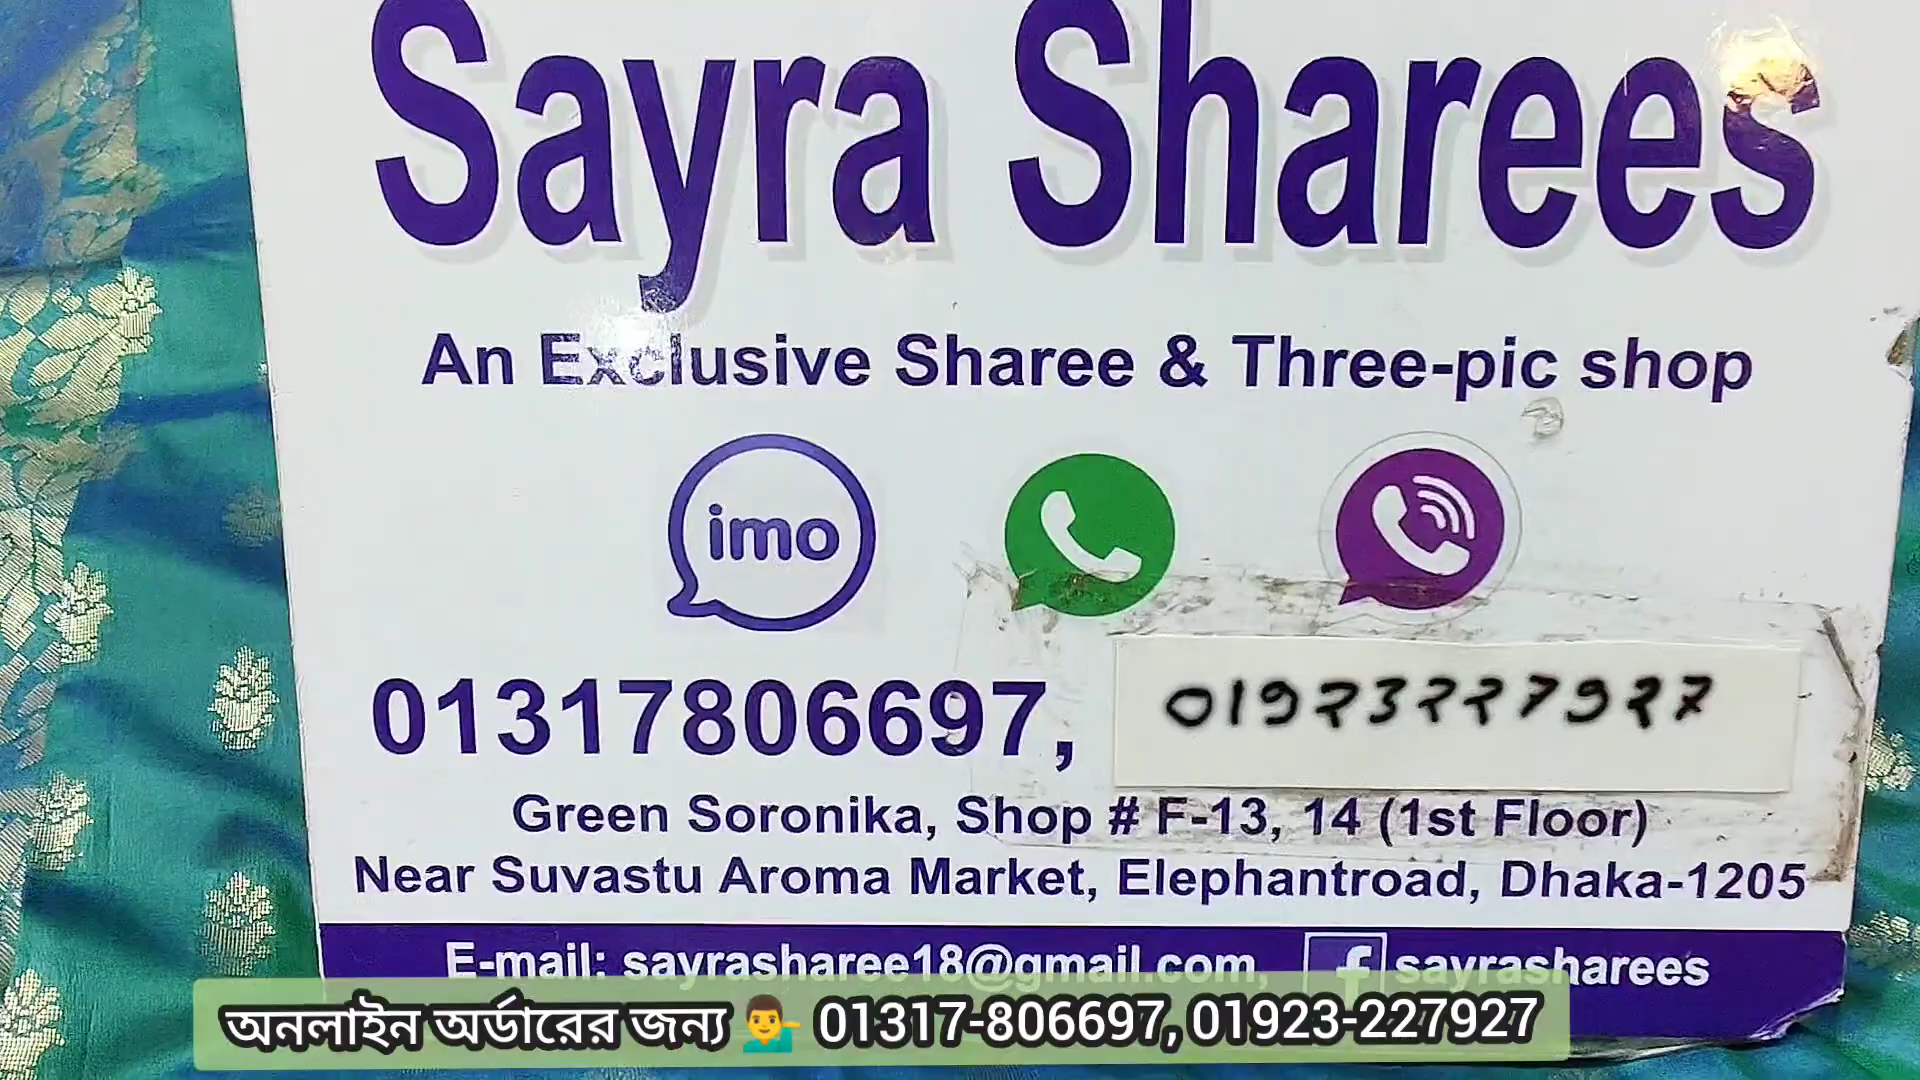 Sayra Sharees
An Exclusive Sharee & Three-pic shop
imo
01317806697, 01923227927
Green Soronika, Shop # F-13, 14 (1st Floor)
Near Suvastu Aroma Market, Elephantroad, Dhaka-1205
E-mail: sayrasharee18@gmail.com, f sayrasharees
অনলাইন অর্ডারের জন্য 💁‍♂️ 01317-806697, 01923-227927